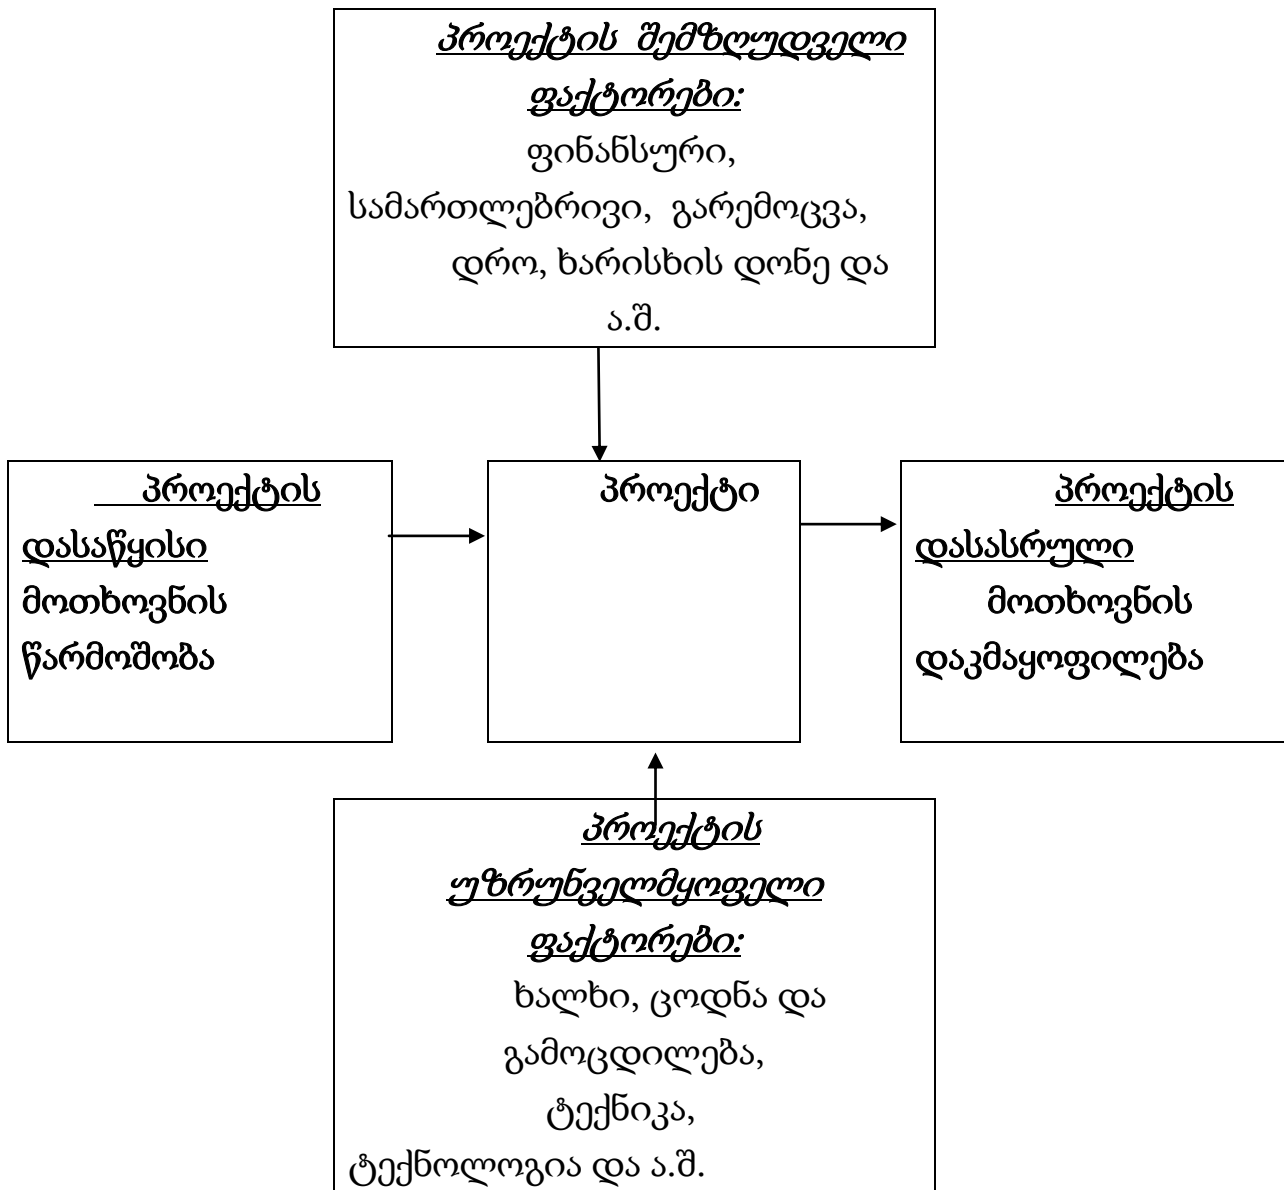 პროექტის შემზღუდველი
ფაქტორები:
ფინანსური,
სამართლებრივი, გარემოცვა,
დრო, ხარისხის დონე და
ა.შ.
პროექტის
დასაწყისი
მოთხოვნის
წარმოშობა
პროექტი
პროექტის
დასასრული
მოთხოვნის
დაკმაყოფილება
პროექტის
უზრუნველმყოფელი
ფაქტორები:
ხალხი, ცოდნა და
გამოცდილება,
ტექნიკა,
ტექნოლოგია და ა.შ.